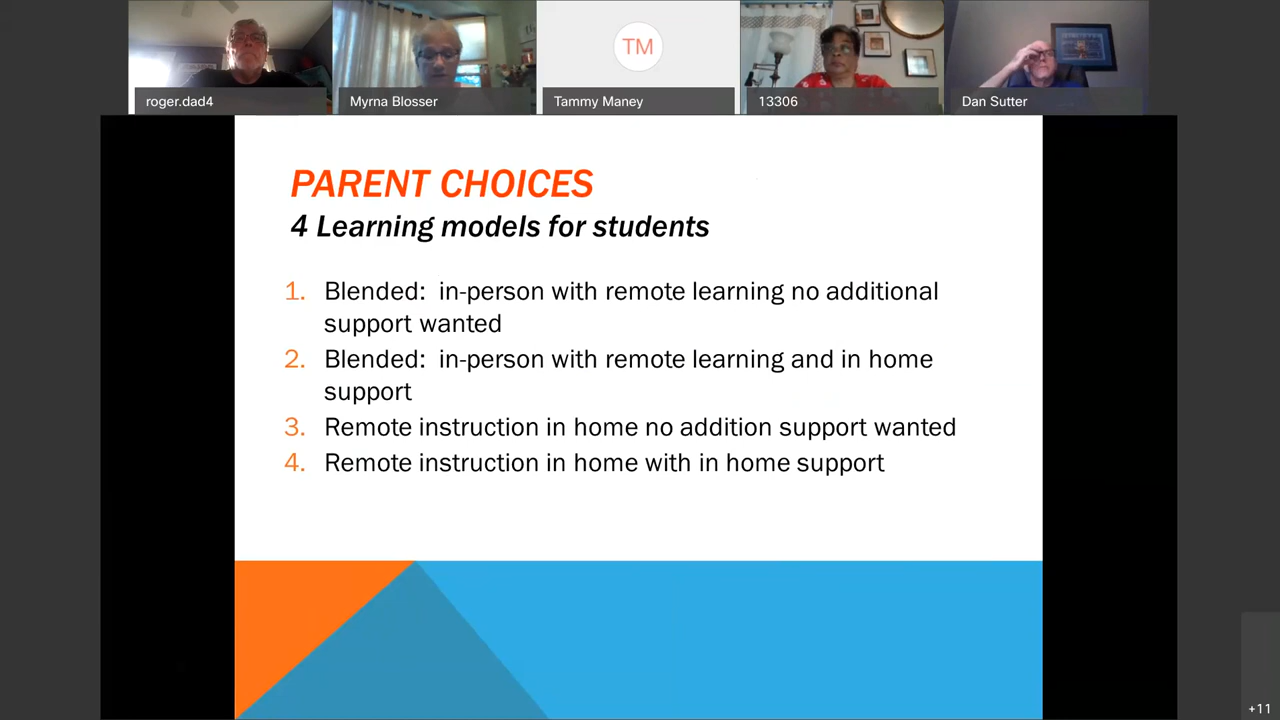 TM
roger.dad4
Myrna Blosser
Tammy Maney
13306
Dan Sutter
PARENT CHOICES
4 Learning models for students
1. Blended: in-person with remote learning no additional
support wanted
2. Blended: in-person with remote learning and in home
support
3. Remote instruction in home no addition support wanted
4. Remote instruction in home with in home support
+11